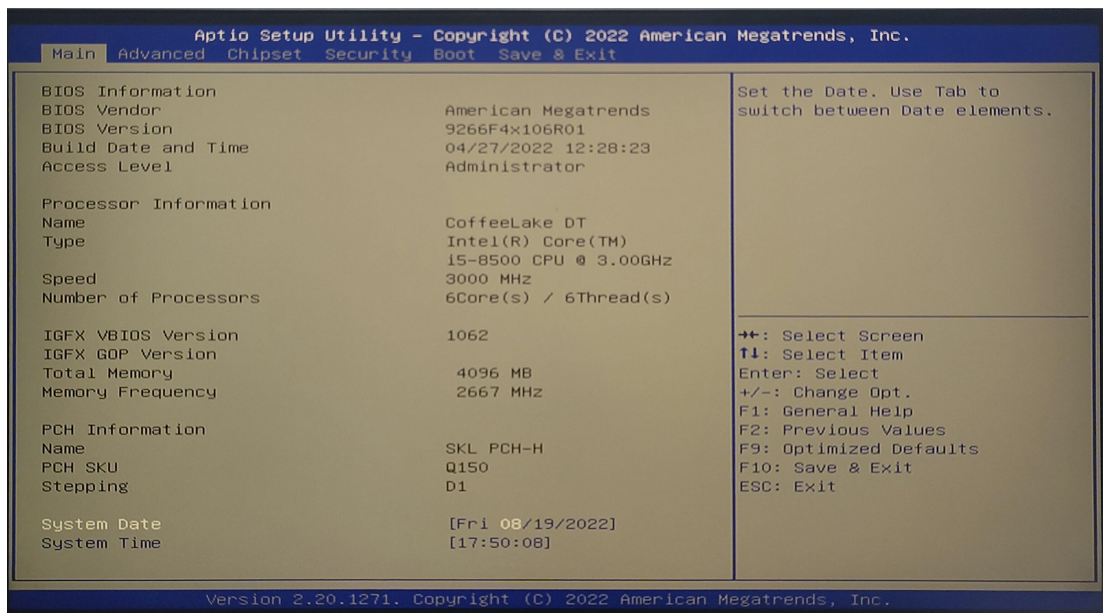 Aptio Setup Utility – Copyright (C) 2022 American Megatrends, Inc.
Main Advanced Chipset Security Boot Save & Exit
BIOS Information
BIOS Vendor American Megatrends
BIOS Version 9266F4x106R01
Build Date and Time 04/27/2022 12:28:23
Access Level Administrator
Processor Information
Name CoffeeLake DT
Type Intel(R) Core(TM)
i5-8500 CPU @ 3.00GHz
Speed 3000 MHz
Number of Processors 6Core(s) / 6Thread(s)
IGFX VBIOS Version 1062
IGFX GOP Version
Total Memory 4096 MB
Memory Frequency 2667 MHz
PCH Information
Name SKL PCH-H
PCH SKU Q150
Stepping D1
System Date [Fri 08/19/2022]
System Time [17:50:08]
Set the Date. Use Tab to
switch between Date elements.
→←: Select Screen
↑↓: Select Item
Enter: Select
+/-: Change Opt.
F1: General Help
F2: Previous Values
F9: Optimized Defaults
F10: Save & Exit
ESC: Exit
Version 2.20.1271. Copyright (C) 2022 American Megatrends, Inc.